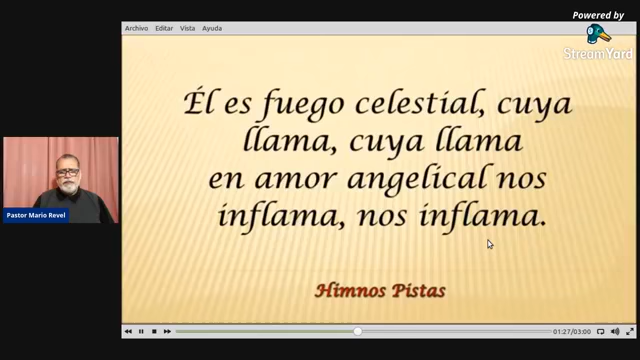 Powered by
StreamYard
Archivo Editar Vista Ayuda
Él es fuego celestial, cuya
llama, cuya llama
en amor angelical nos
inflama, nos inflama.
Himnos Pistas
Pastor Mario Revel
01:27/03:00